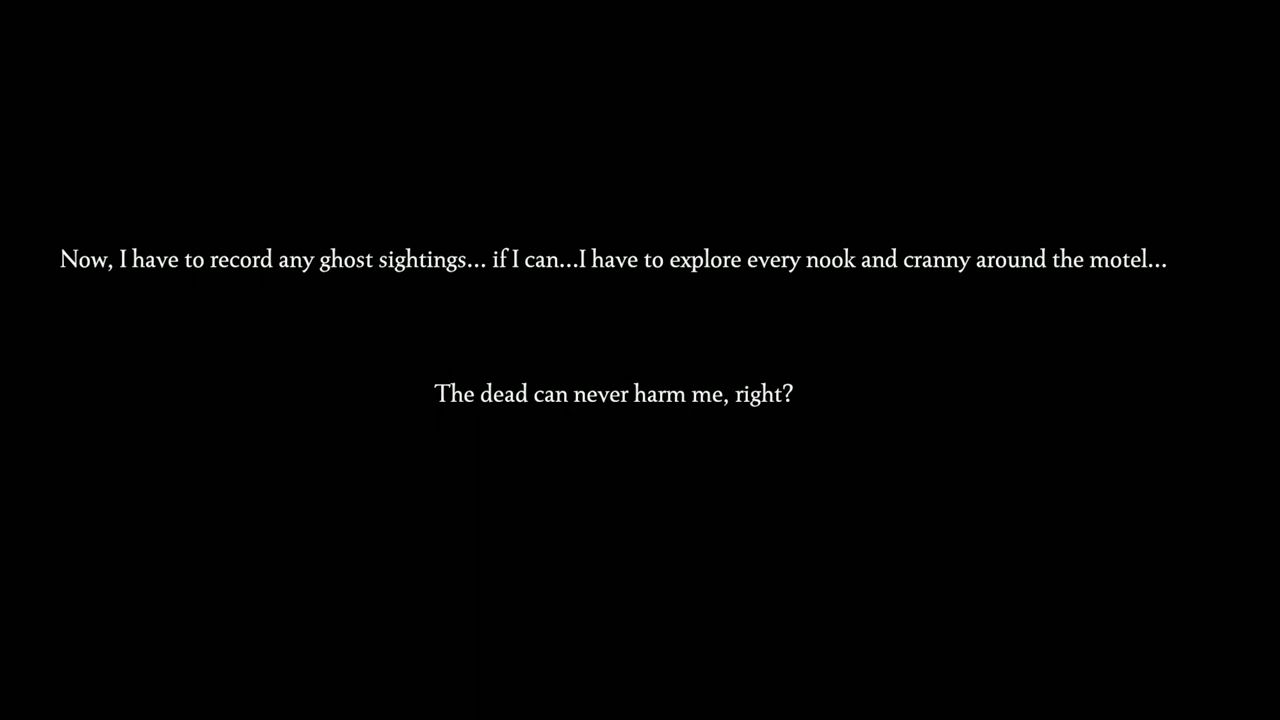 Now, I have to record any ghost sightings... if I can...I have to explore every nook and cranny around the motel...
The dead can never harm me, right?